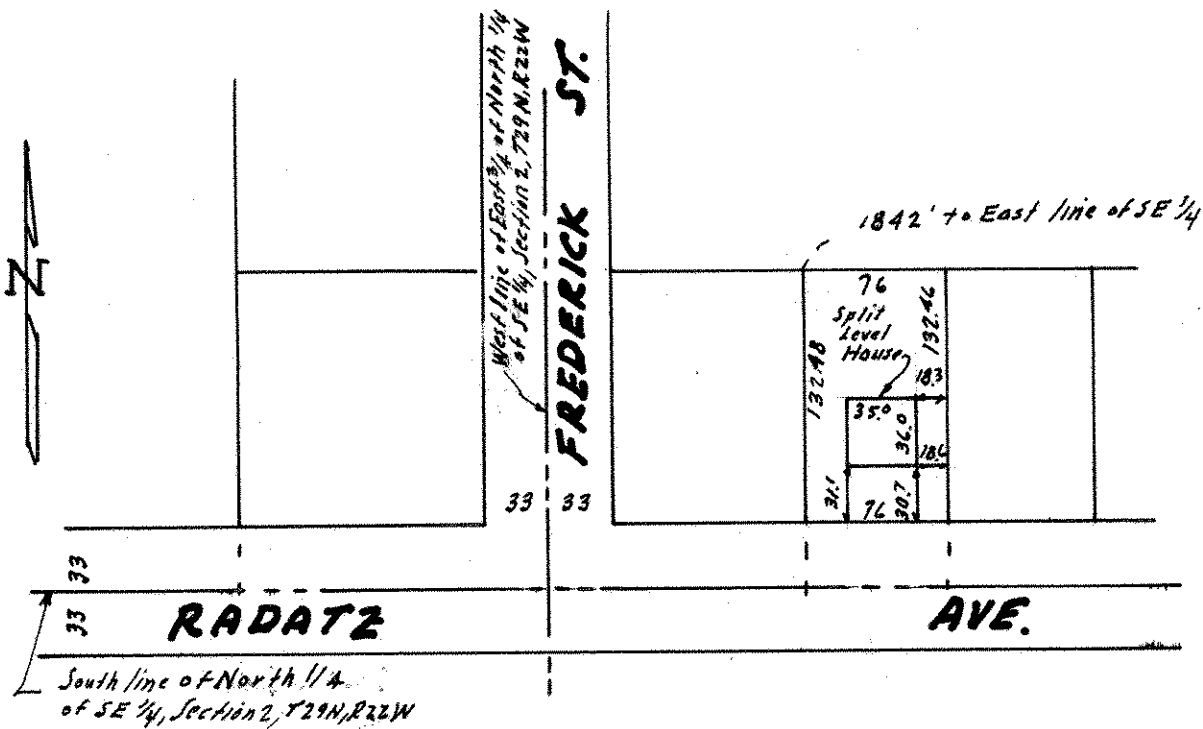 N
West line of East 3/4 of North 1/4
of SE 1/4, Section 2, T29N, R22W
FREDERICK ST.
1842' to East line of SE 1/4
76
Split
Level
House
132.48
132.46
18.3
35.0
36.0
18.6
31.1
76
30.7
33 33
33
33
RADATZ AVE.
South line of North 1/4
of SE 1/4, Section 2, T29N, R22W